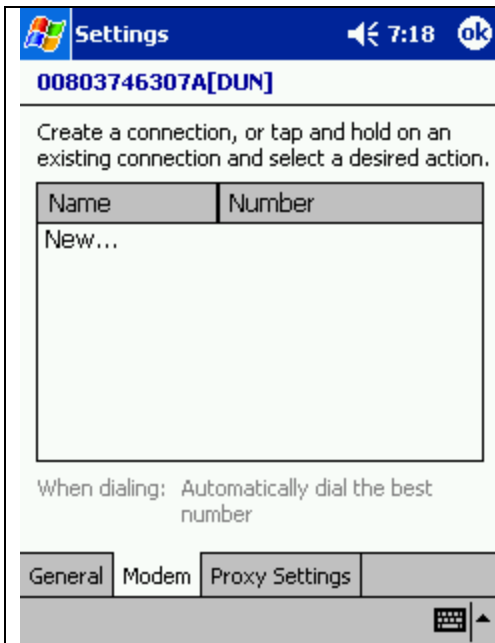 Settings 7:18 ok
00803746307A[DUN]
Create a connection, or tap and hold on an
existing connection and select a desired action.
Name Number
New...
When dialing: Automatically dial the best
number
General Modem Proxy Settings